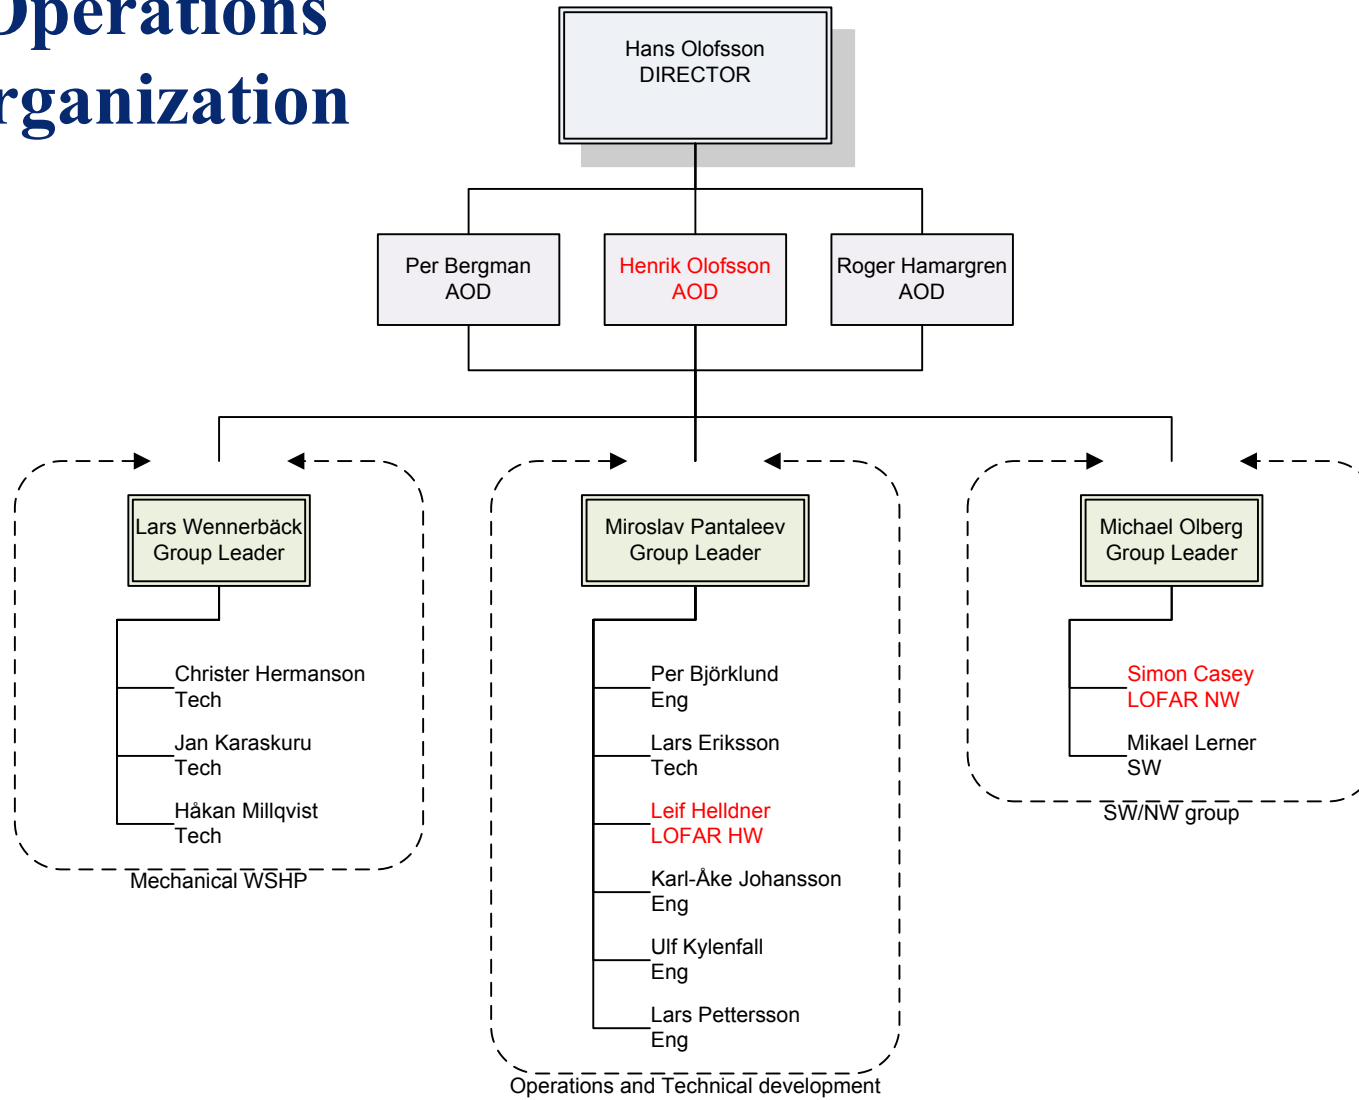 Operations
rganization
Hans Olofsson
DIRECTOR
Per Bergman
AOD
Henrik Olofsson
AOD
Roger Hamargren
AOD
Lars Wennerbäck
Group Leader
Christer Hermanson
Tech
Jan Karaskuru
Tech
Håkan Millqvist
Tech
Mechanical WSHP
Miroslav Pantaleev
Group Leader
Per Björklund
Eng
Lars Eriksson
Tech
Leif Helldner
LOFAR HW
Karl-Åke Johansson
Eng
Ulf Kylenfall
Eng
Lars Pettersson
Eng
Operations and Technical development
Michael Olberg
Group Leader
Simon Casey
LOFAR NW
Mikael Lerner
SW
SW/NW group